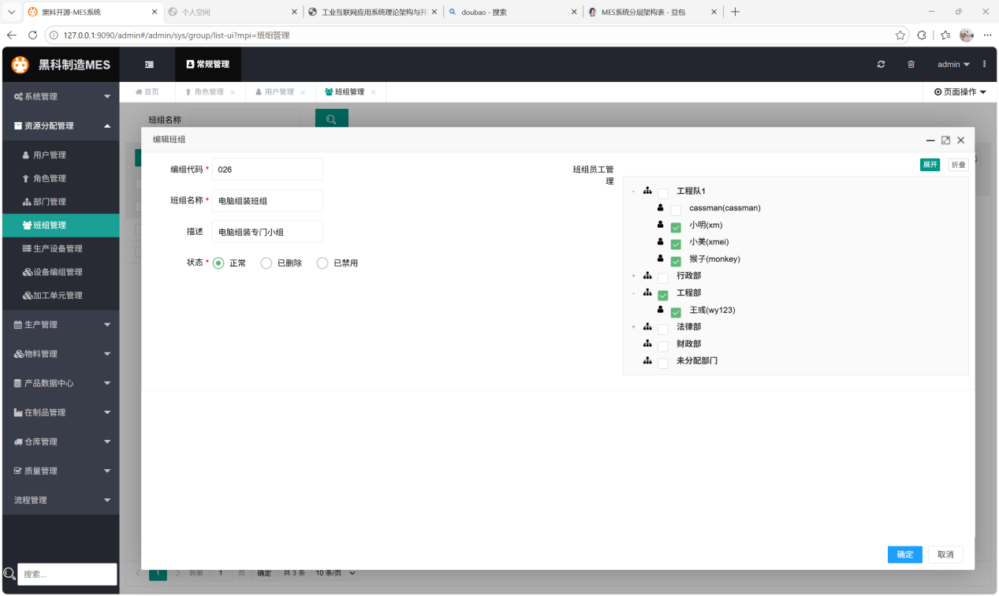 黑科开源-MES系统
个人空间
工业互联网应用系统理论架构与开
doubao - 搜索
MES系统分层架构表 - 豆包
127.0.0.1:9090/admin#/admin/sys/group/list-ui?mpi=班组管理
黑科制造MES
常规管理
admin
系统管理
首页
角色管理
用户管理
班组管理
页面操作
资源分配管理
用户管理
角色管理
部门管理
班组管理
生产设备管理
设备编组管理
加工单元管理
生产管理
物料管理
产品数据中心
在制品管理
仓库管理
质量管理
流程管理
搜索...
班组名称
编辑班组
编组代码 * 026
班组名称 * 电脑组装班组
描述 电脑组装专门小组
状态 * 正常 已删除 已禁用
班组员工管
理
展开 折叠
- 工程队1
cassman(cassman)
小明(xm)
小美(xmei)
猴子(monkey)
+ 行政部
- 工程部
王彧(wy123)
+ 法律部
财政部
未分配部门
确定 取消
1 到第 1 页 确定 共 3 条 10 条/页